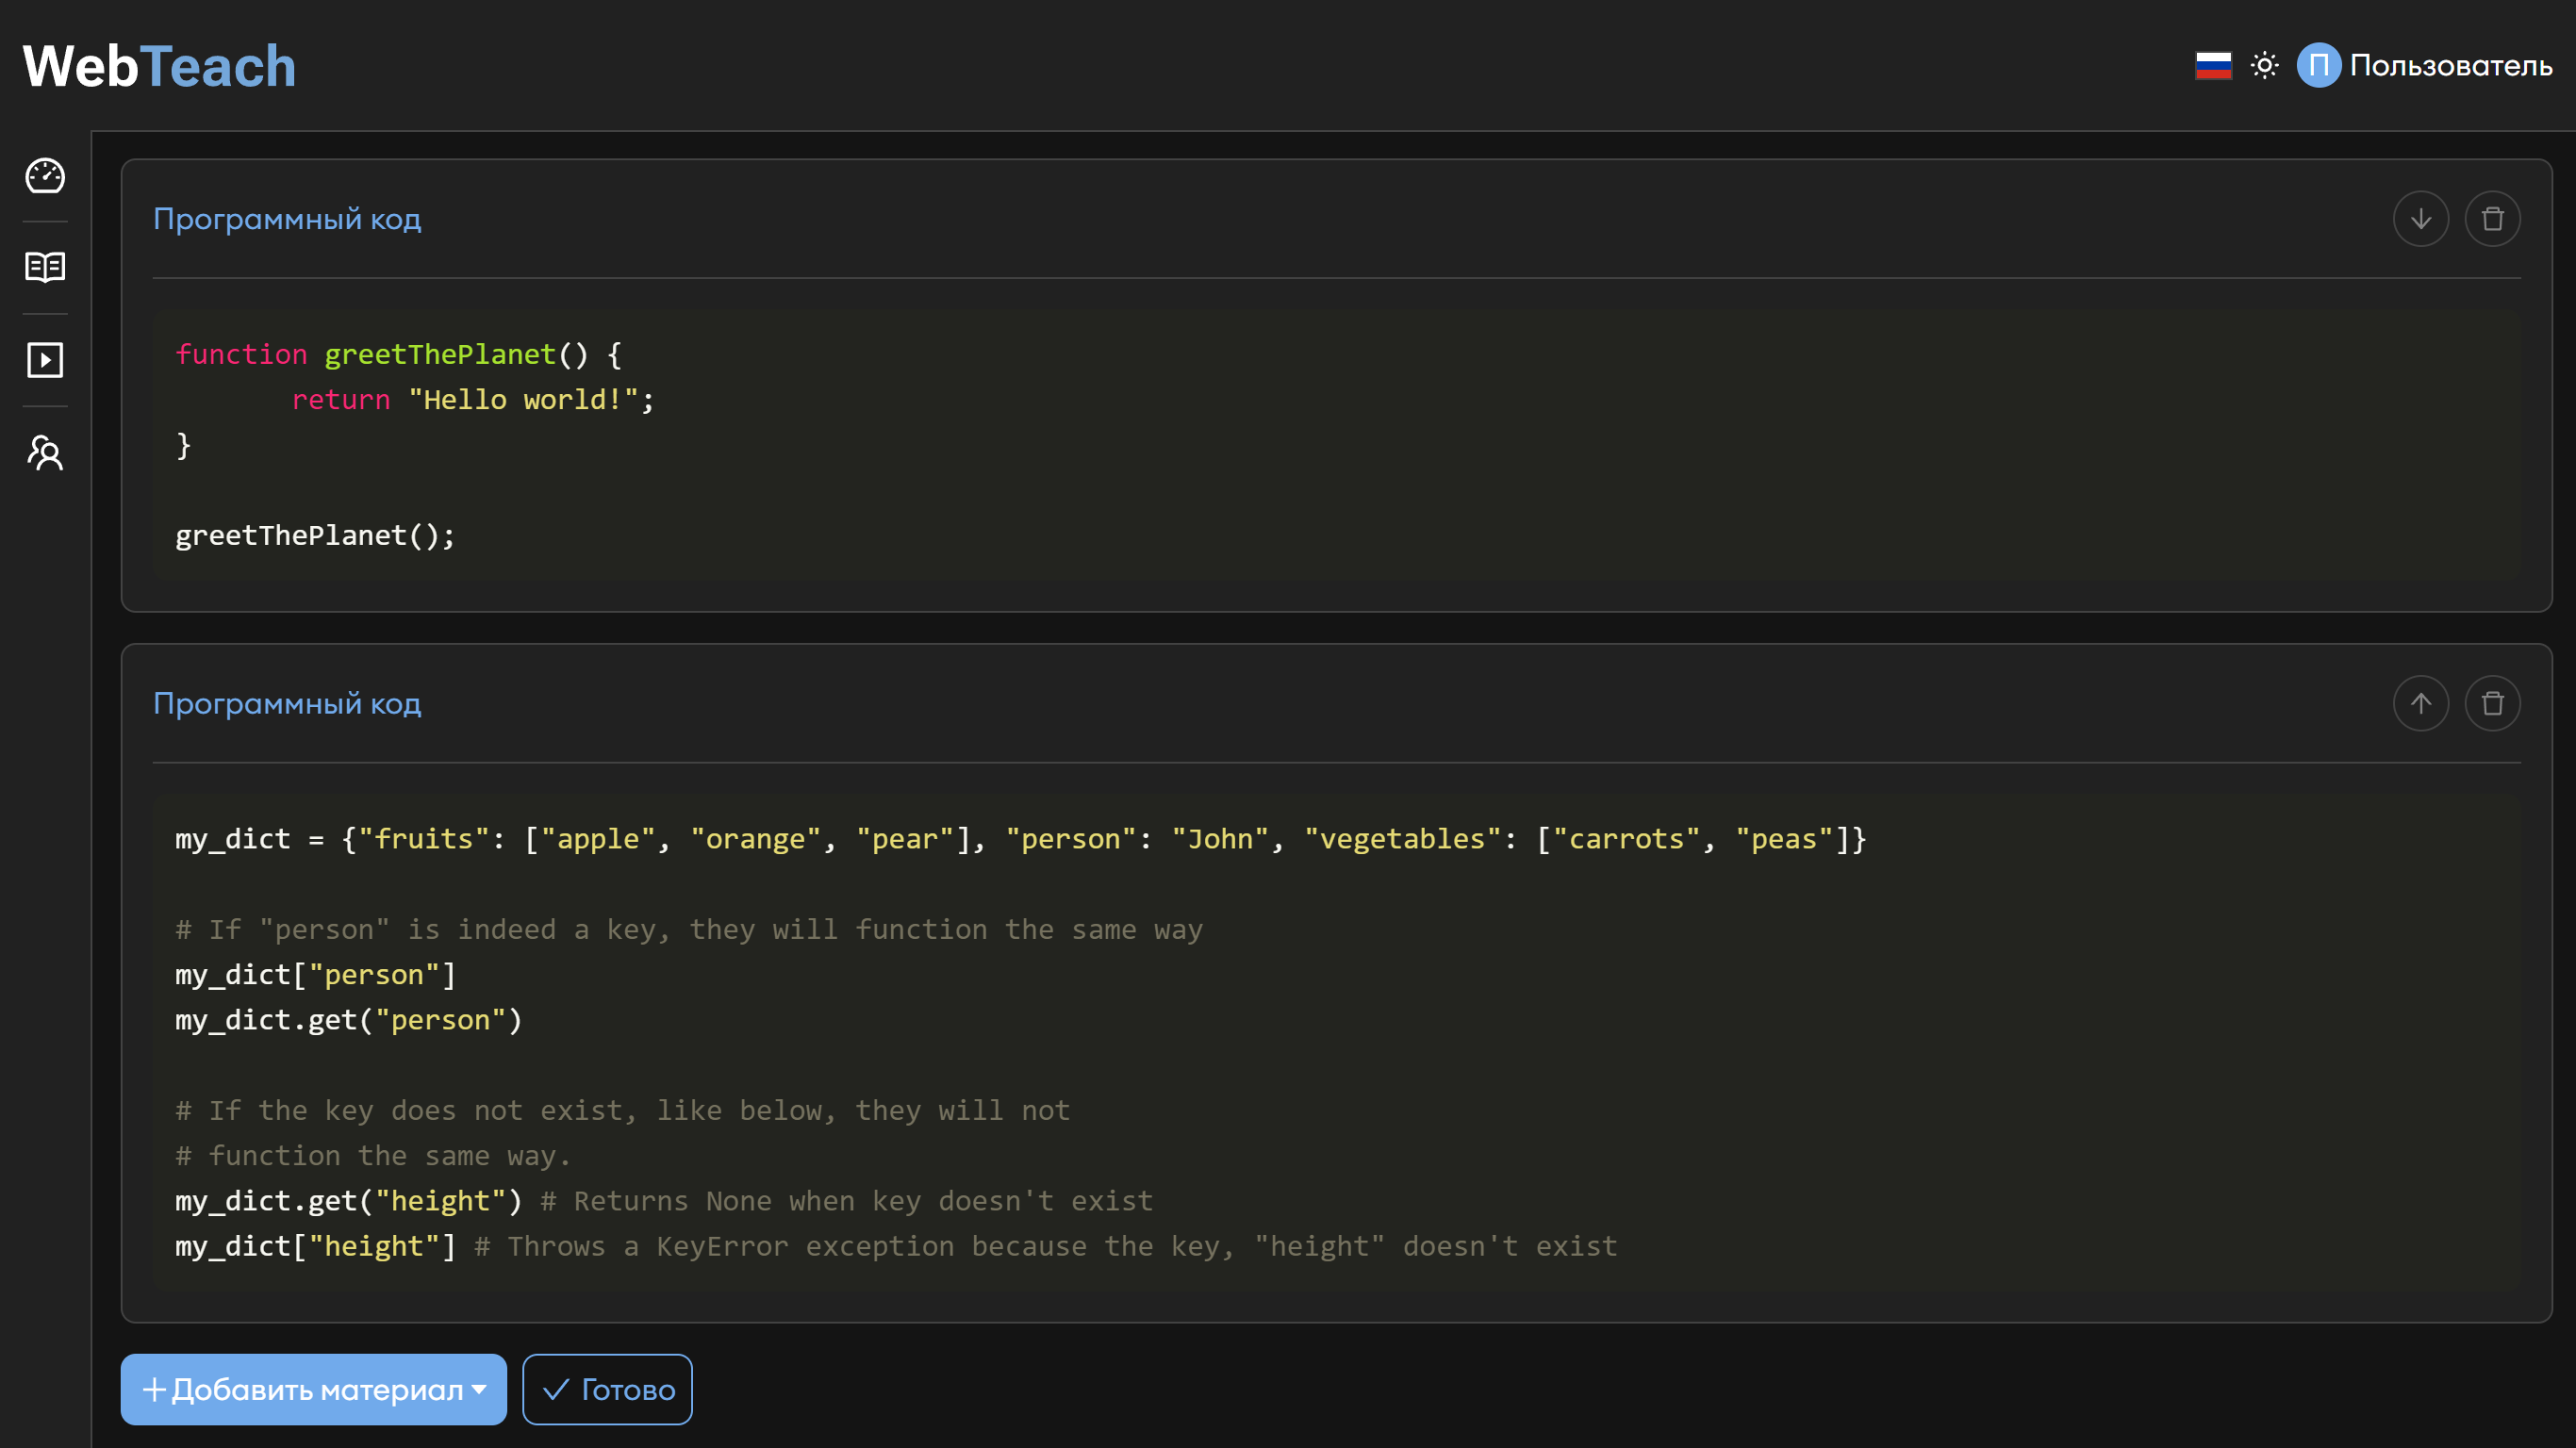 WebTeach
П Пользователь
Программный код
function greetThePlanet() {
       return "Hello world!";
}
greetThePlanet();
Программный код
my_dict = {"fruits": ["apple", "orange", "pear"], "person": "John", "vegetables": ["carrots", "peas"]}
# If "person" is indeed a key, they will function the same way
my_dict["person"]
my_dict.get("person")
# If the key does not exist, like below, they will not
# function the same way.
my_dict.get("height") # Returns None when key doesn't exist
my_dict["height"] # Throws a KeyError exception because the key, "height" doesn't exist
+ Добавить материал
Готово